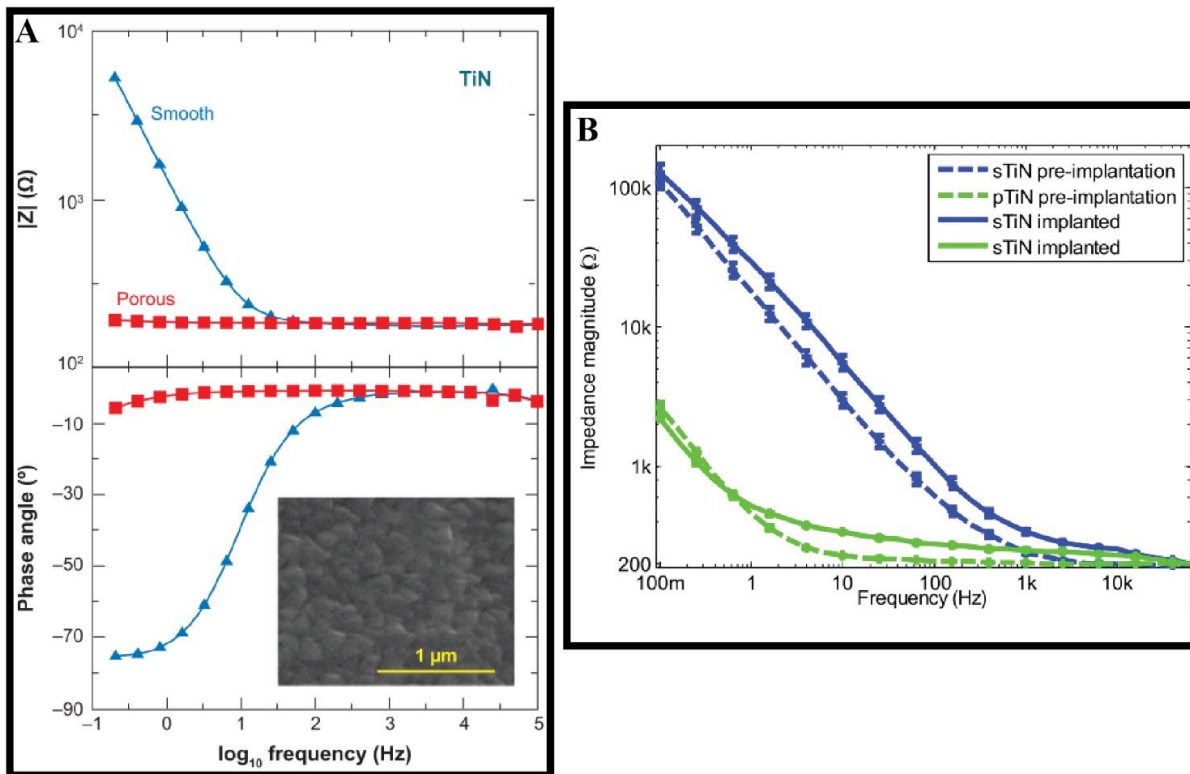 A
10⁴
TiN
Smooth
|Z| (Ω)
10³
Porous
10²
−10
−30
Phase angle (º)
−50
−70
1 µm
−90
−1 0 1 2 3 4 5
log₁₀ frequency (Hz)
B
sTiN pre-implantation
pTiN pre-implantation
sTiN implanted
sTiN implanted
100k
Impedance magnitude (Ω)
10k
1k
200
100m 1 10 100 1k 10k
Frequency (Hz)